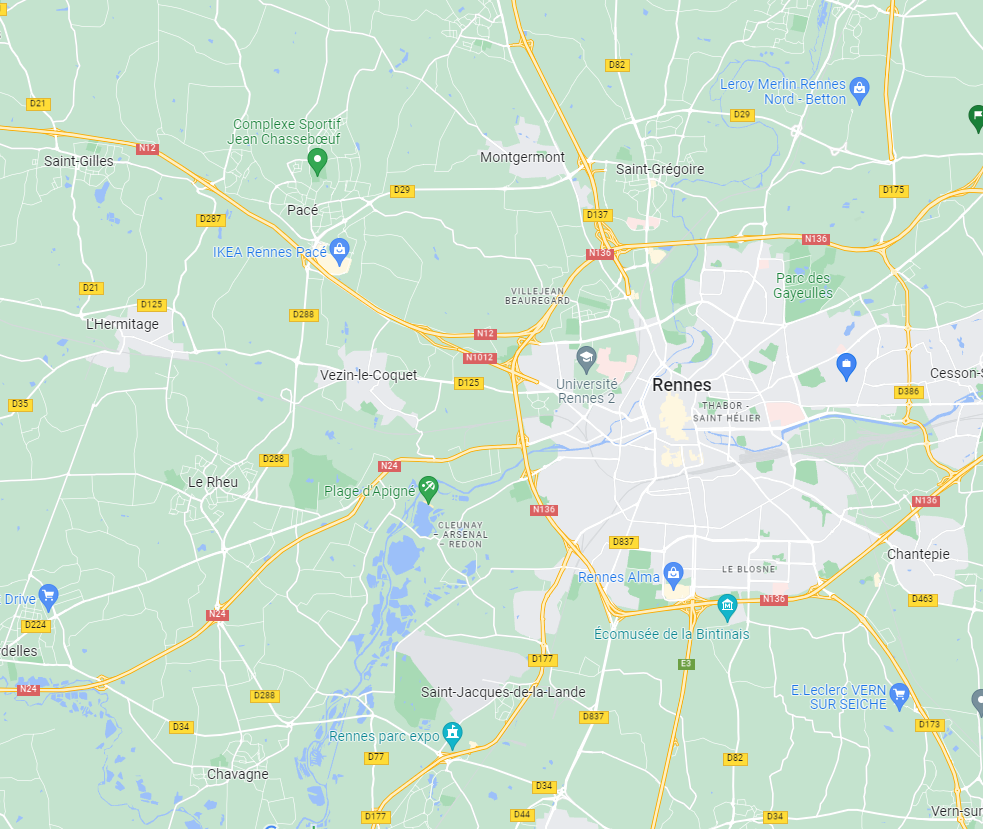 D82
Leroy Merlin Rennes
Nord - Betton
D21
D29
Complexe Sportif
Jean Chassebœuf
N12
Saint-Gilles
Montgermont
Saint-Grégoire
D29
D175
Pacé
D287
D137
N136
IKEA Rennes Pacé
N136
Parc des
Gayeulles
D21
VILLEJEAN
BEAUREGARD
D125
D288
L'Hermitage
N12
N1012
Vezin-le-Coquet
D125
Université
Rennes 2
Rennes
Cesson-S
D386
D35
THABOR -
SAINT HÉLIER
D288
N24
Le Rheu
Plage d'Apigné
N136
N136
CLEUNAY
- ARSENAL
- REDON
D837
Chantepie
LE BLOSNE
Rennes Alma
Drive
N136
D463
N24
D224
Écomusée de la Bintinais
rdelles
D177
E3
N24
D288
Saint-Jacques-de-la-Lande
E.Leclerc VERN
SUR SEICHE
D837
D34
D173
Rennes parc expo
D77
D82
Chavagne
D34
D177
D44
D34
Vern-sur